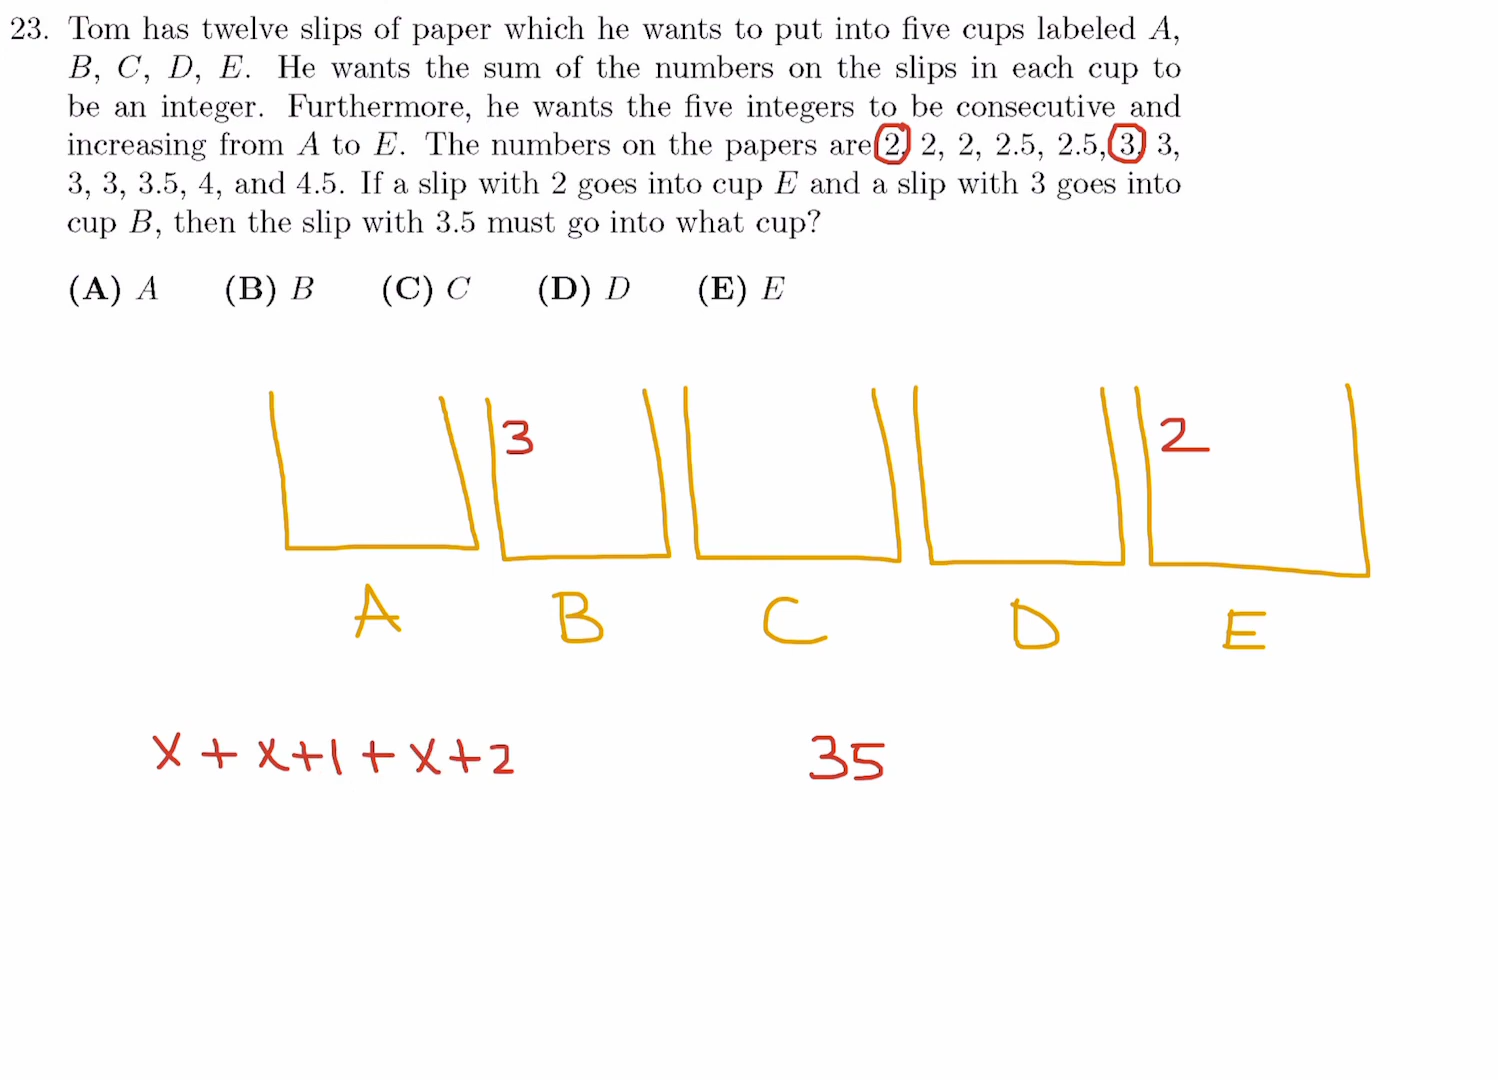 23. Tom has twelve slips of paper which he wants to put into five cups labeled A,
B, C, D, E. He wants the sum of the numbers on the slips in each cup to
be an integer. Furthermore, he wants the five integers to be consecutive and
increasing from A to E. The numbers on the papers are 2, 2, 2, 2.5, 2.5, 3, 3,
3, 3, 3.5, 4, and 4.5. If a slip with 2 goes into cup E and a slip with 3 goes into
cup B, then the slip with 3.5 must go into what cup?
(A) A (B) B (C) C (D) D (E) E
3 2
A B C D E
x + x+1 + x+2 35